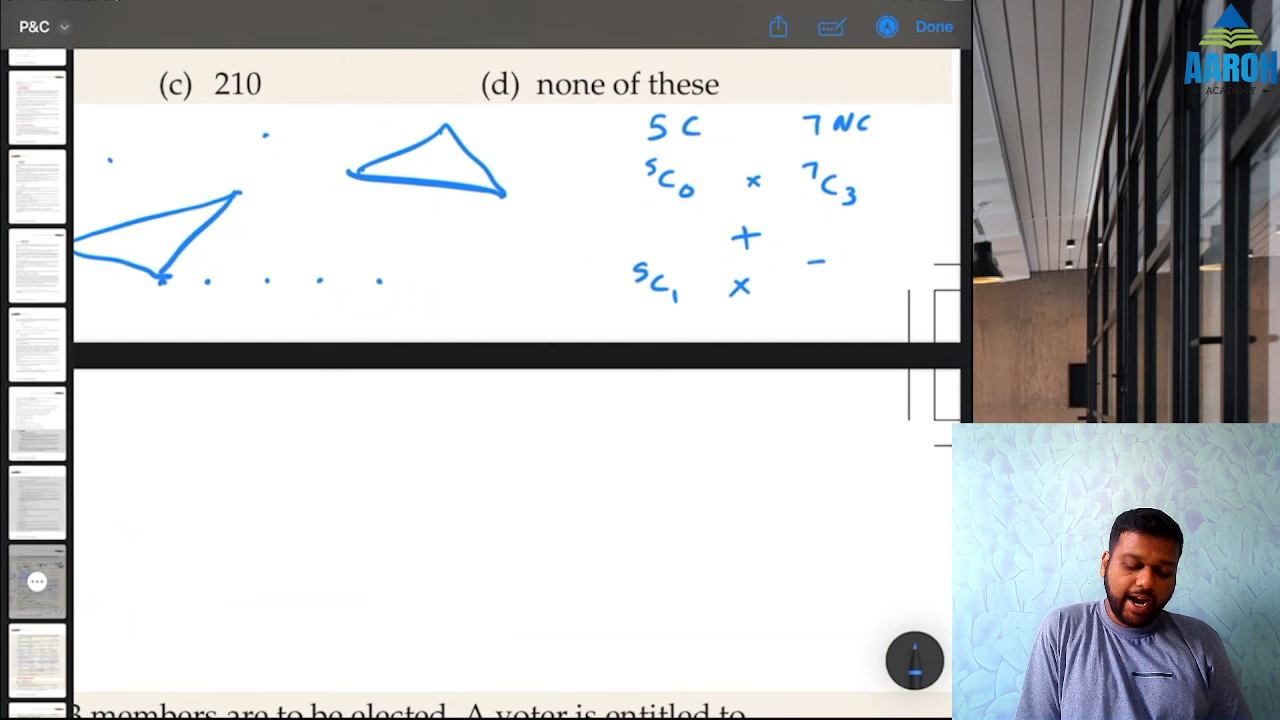 P&C
Done
AAROH
ACADEMY
(c) 210 (d) none of these
5 C 7 NC
⁵C₀ × ⁷C₃
+
⁵C₁ ×
3 members are to be elected. A voter is entitled to